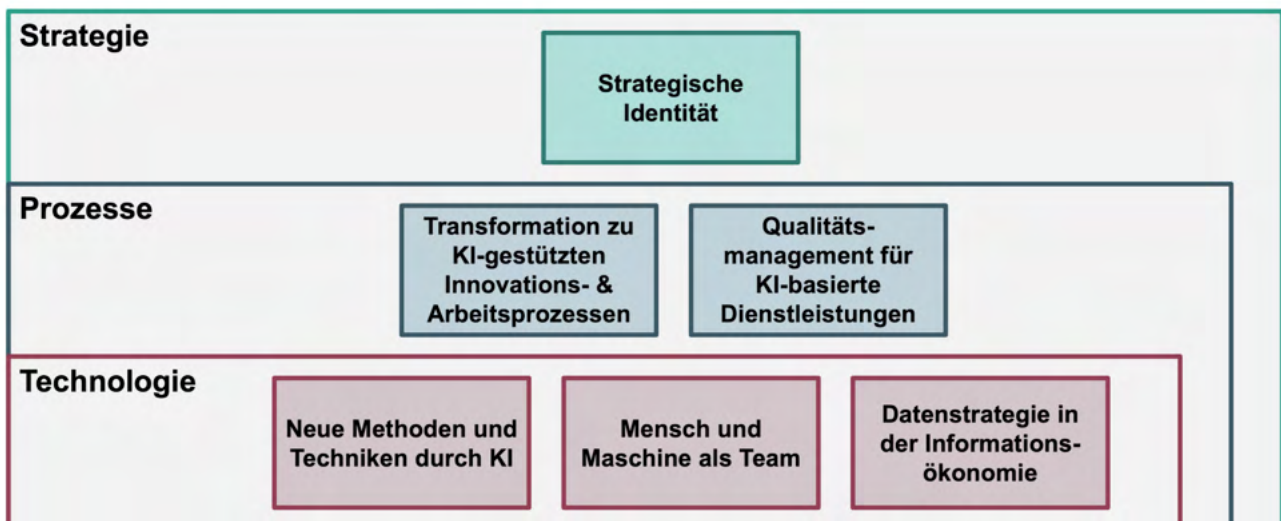 Strategie
Strategische
Identität
Prozesse
Transformation zu
KI-gestützten
Innovations- &
Arbeitsprozessen
Qualitäts-
management für
KI-basierte
Dienstleistungen
Technologie
Neue Methoden und
Techniken durch KI
Mensch und
Maschine als Team
Datenstrategie in
der Informations-
ökonomie